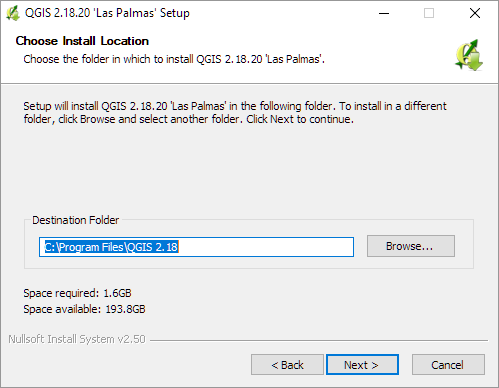 QGIS 2.18.20 'Las Palmas' Setup
Choose Install Location
Choose the folder in which to install QGIS 2.18.20 'Las Palmas'.
Setup will install QGIS 2.18.20 'Las Palmas' in the following folder. To install in a different
folder, click Browse and select another folder. Click Next to continue.
Destination Folder
C:\Program Files\QGIS 2.18
Browse...
Space required: 1.6GB
Space available: 193.8GB
Nullsoft Install System v2.50
< Back
Next >
Cancel